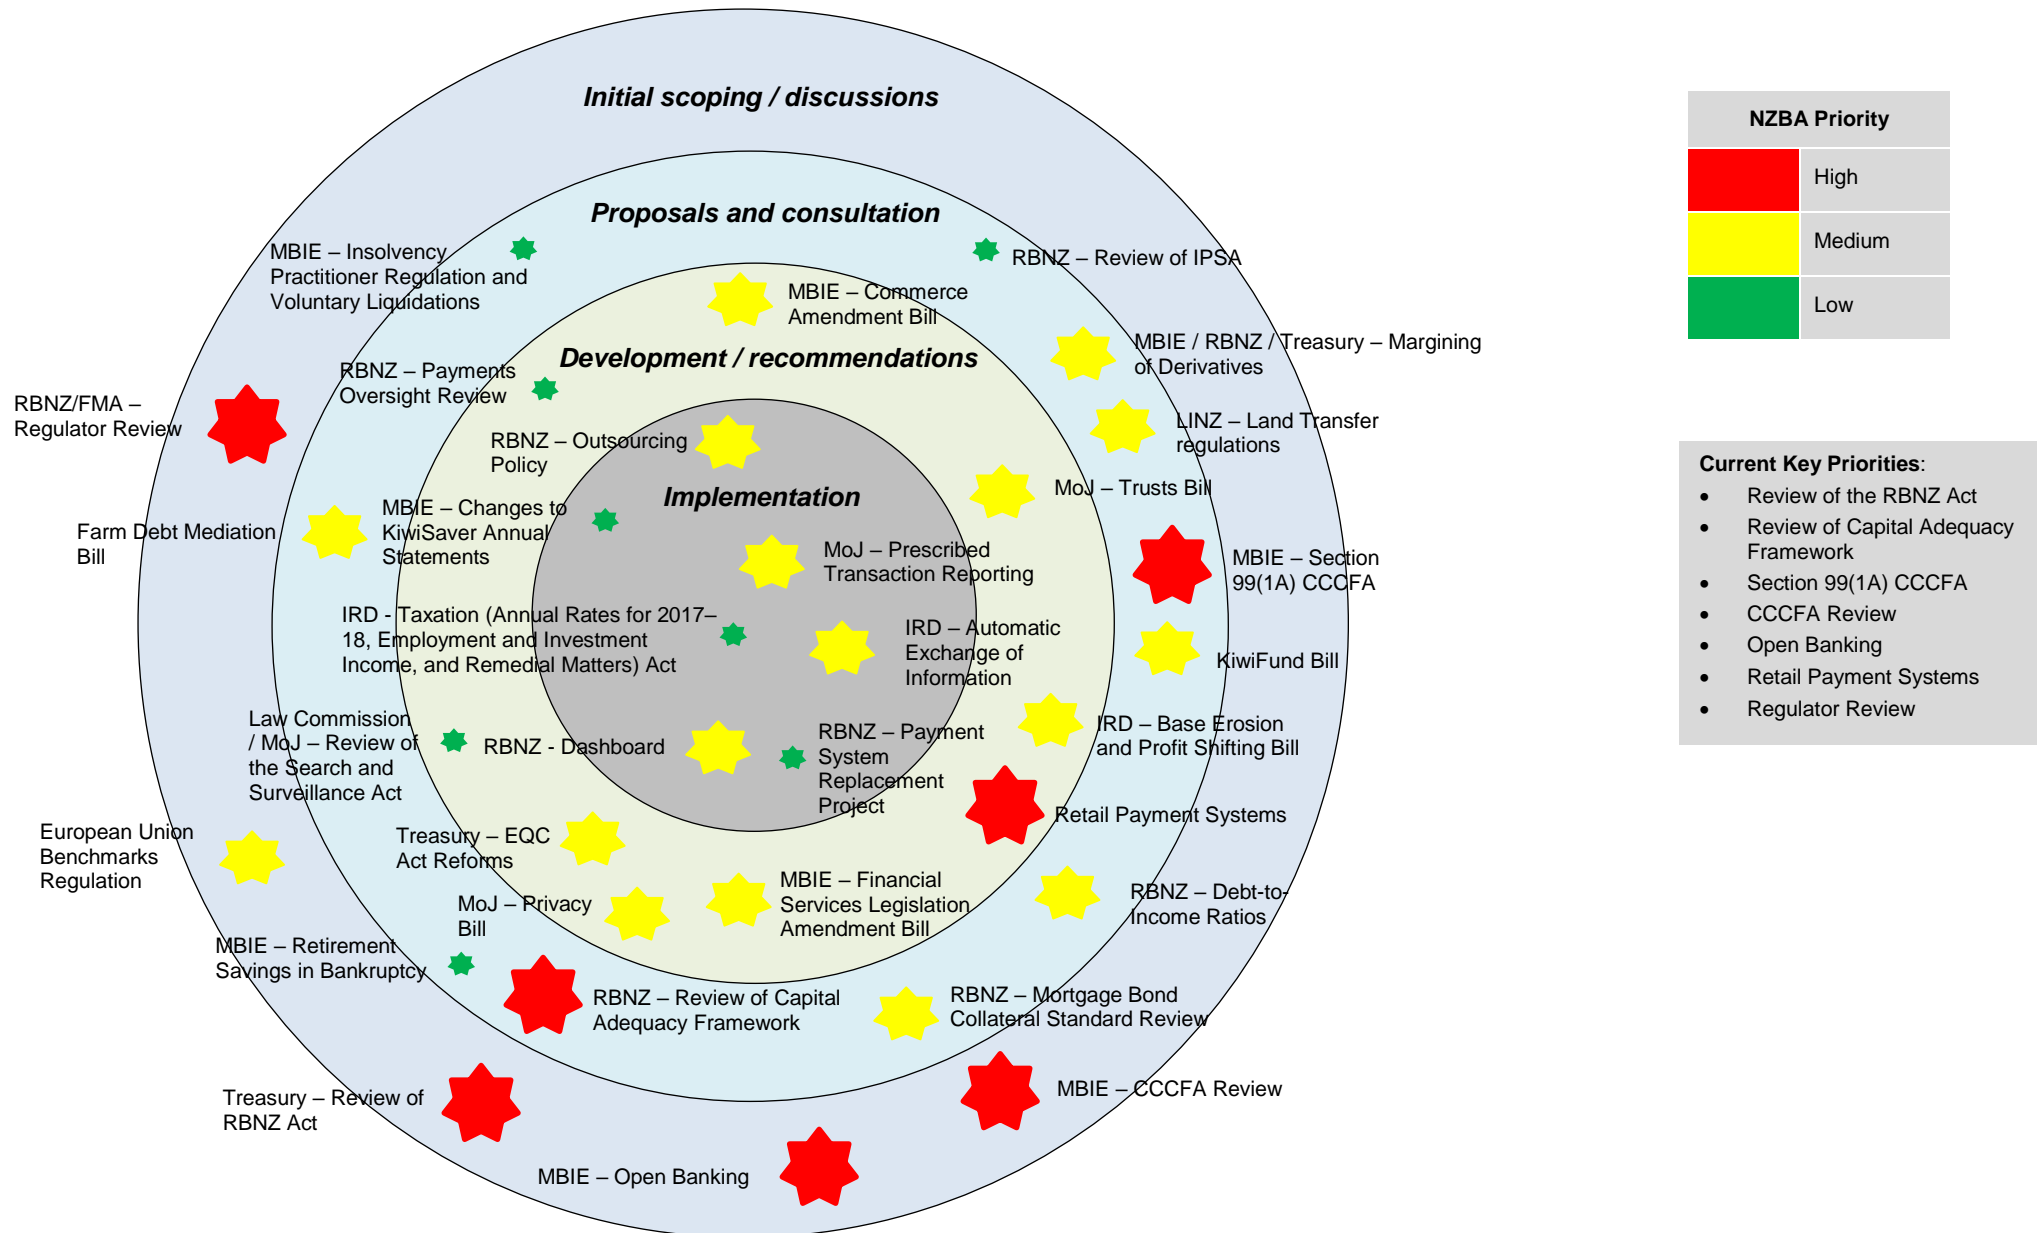 Initial scoping / discussions
NZBA Priority
High
Medium
Low
Proposals and consultation
MBIE – Insolvency
Practitioner Regulation and
Voluntary Liquidations
RBNZ – Review of IPSA
MBIE – Commerce
Amendment Bill
MBIE / RBNZ / Treasury – Margining
of Derivatives
Development / recommendations
RBNZ – Payments
Oversight Review
RBNZ/FMA –
Regulator Review
LINZ – Land Transfer
regulations
RBNZ – Outsourcing
Policy
Implementation
MoJ – Trusts Bill
Current Key Priorities:
• Review of the RBNZ Act
• Review of Capital Adequacy
Framework
• Section 99(1A) CCCFA
• CCCFA Review
• Open Banking
• Retail Payment Systems
• Regulator Review
Farm Debt Mediation
Bill
MBIE – Changes to
KiwiSaver Annual
Statements
MoJ – Prescribed
Transaction Reporting
MBIE – Section
99(1A) CCCFA
IRD - Taxation (Annual Rates for 2017–
18, Employment and Investment
Income, and Remedial Matters) Act
IRD – Automatic
Exchange of
Information
KiwiFund Bill
Law Commission
/ MoJ – Review of
the Search and
Surveillance Act
RBNZ - Dashboard
RBNZ – Payment
System
Replacement
Project
IRD – Base Erosion
and Profit Shifting Bill
Retail Payment Systems
European Union
Benchmarks
Regulation
Treasury – EQC
Act Reforms
MoJ – Privacy
Bill
MBIE – Financial
Services Legislation
Amendment Bill
RBNZ – Debt-to-
Income Ratios
MBIE – Retirement
Savings in Bankruptcy
RBNZ – Review of Capital
Adequacy Framework
RBNZ – Mortgage Bond
Collateral Standard Review
Treasury – Review of
RBNZ Act
MBIE – CCCFA Review
MBIE – Open Banking